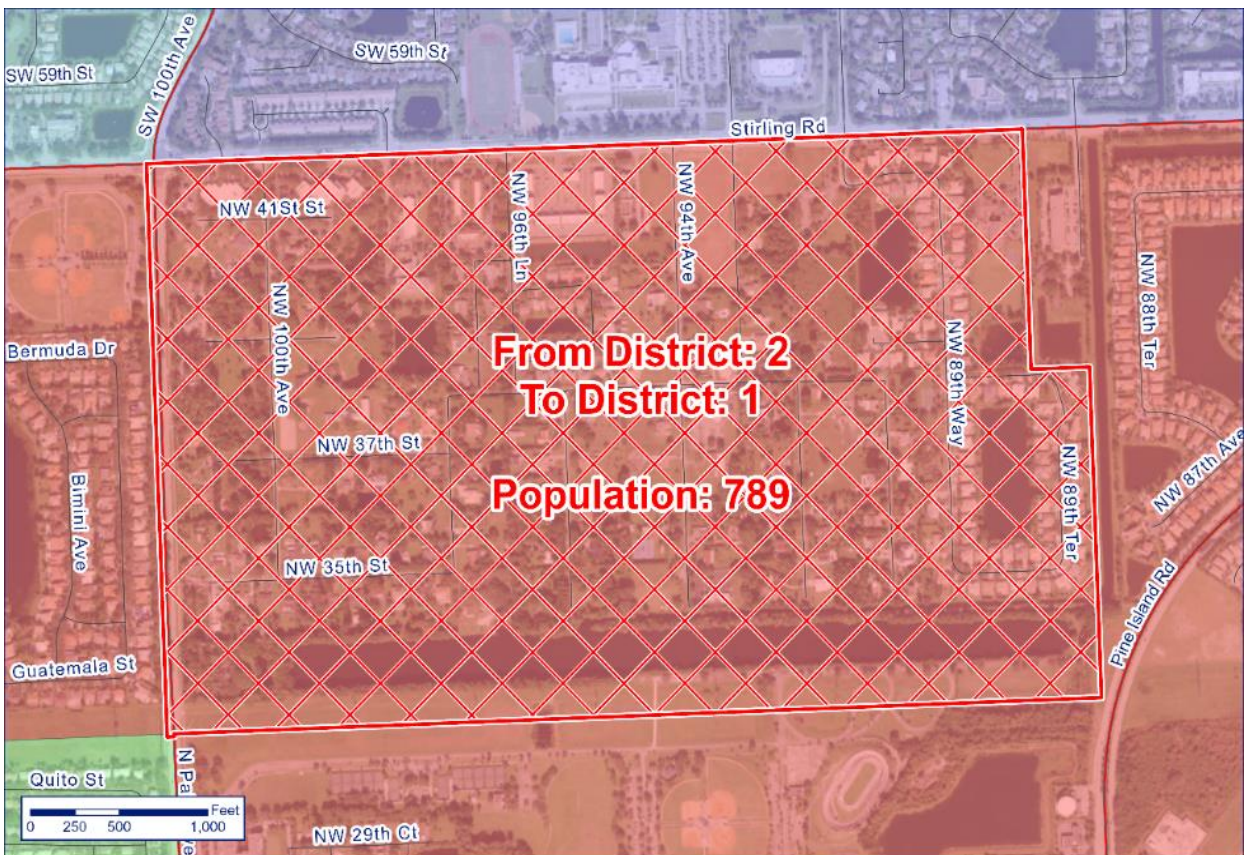 SW 59th St
SW 100th Ave
SW 59th St
Stirling Rd
NW 41St St
NW 96th Ln
NW 94th Ave
NW 88th Ter
NW 100th Ave
Bermuda Dr
From District: 2
To District: 1
NW 89th Way
NW 37th St
Population: 789
NW 89th Ter
NW 87th Ave
Bimini Ave
NW 35th St
Pine Island Rd
Guatemala St
Quito St
N Pa
ve
Feet
0 250 500 1,000
NW 29th Ct